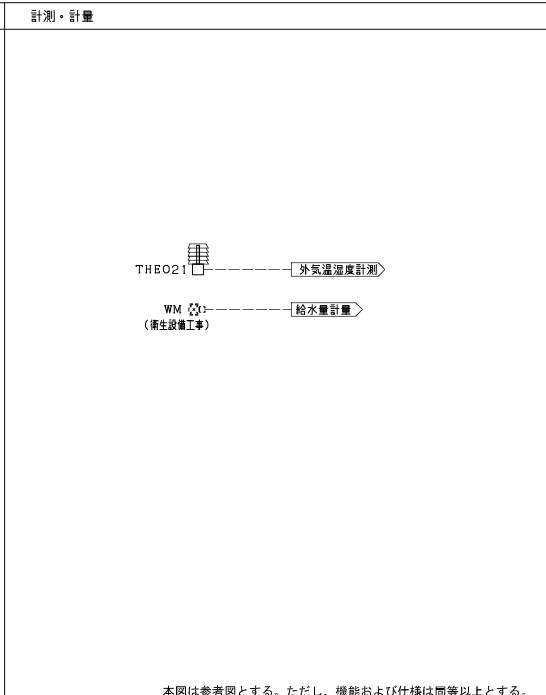 計測・計量
THEO21
外気温湿度計測
WM
給水量計量
(衛生設備工事)
本図は参考図とする。ただし、機能および仕様は同等以上とする。